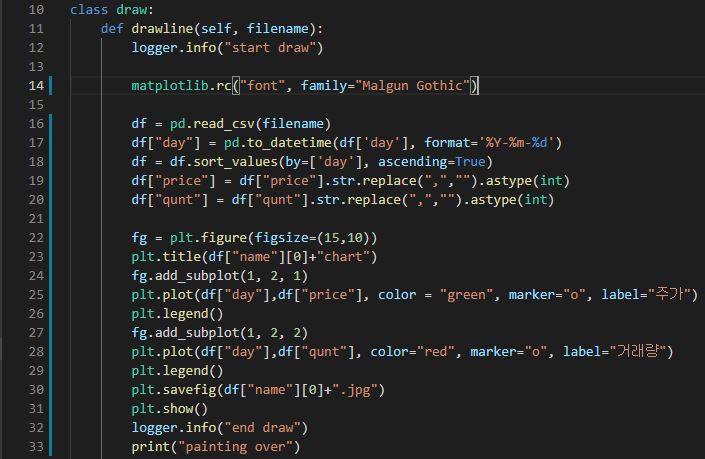 10 class draw:
11     def drawline(self, filename):
12         logger.info("start draw")
13
14         matplotlib.rc("font", family="Malgun Gothic")
15
16         df = pd.read_csv(filename)
17         df["day"] = pd.to_datetime(df['day'], format='%Y-%m-%d')
18         df = df.sort_values(by=['day'], ascending=True)
19         df["price"] = df["price"].str.replace(",","").astype(int)
20         df["qunt"] = df["qunt"].str.replace(",","").astype(int)
21
22         fg = plt.figure(figsize=(15,10))
23         plt.title(df["name"][0]+"chart")
24         fg.add_subplot(1, 2, 1)
25         plt.plot(df["day"],df["price"], color = "green", marker="o", label="주가")
26         plt.legend()
27         fg.add_subplot(1, 2, 2)
28         plt.plot(df["day"],df["qunt"], color="red", marker="o", label="거래량")
29         plt.legend()
30         plt.savefig(df["name"][0]+".jpg")
31         plt.show()
32         logger.info("end draw")
33         print("painting over")